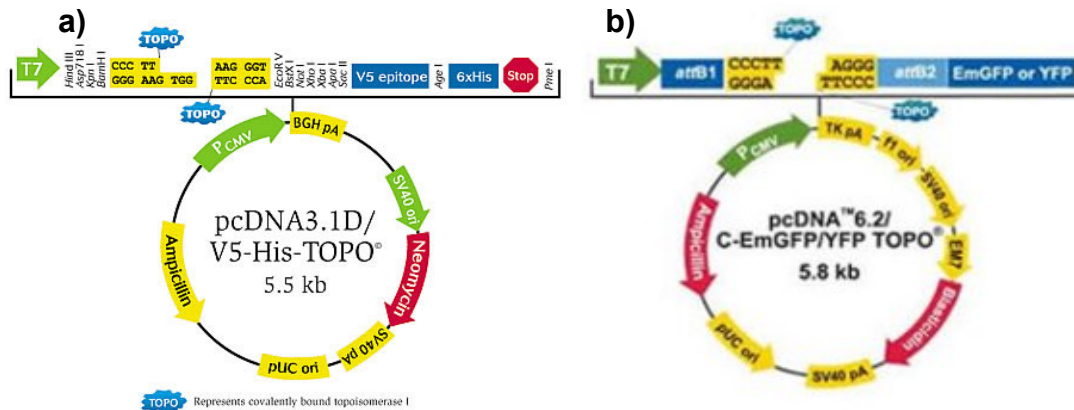 a)
TOPO
T7
Hind III
Asp718 I
Kpn I
BamH I
CCC TT
GGG AAG TGG
AAG GGT
TTC CCA
EcoR V
BstX I
Not I
Xho I
Xba I
Apa I
Sac II
V5 epitope
Age I
6xHis
Stop
Pme I
TOPO
PCMV
BGH pA
SV40 ori
Neomycin
SV40 pA
pUC ori
Ampicillin
pcDNA3.1D/
V5-His-TOPO©
5.5 kb
TOPO Represents covalently bound topoisomerase I
b)
TOPO
T7
attB1
CCCTT
GGGA
AGGG
TTCCC
attB2
EmGFP or YFP
TOPO
PCMV
TK pA
f1 ori
SV40 ori
EM7
Blasticidin
SV40 pA
pUC ori
Ampicillin
pcDNA™6.2/
C-EmGFP/YFP TOPO®
5.8 kb